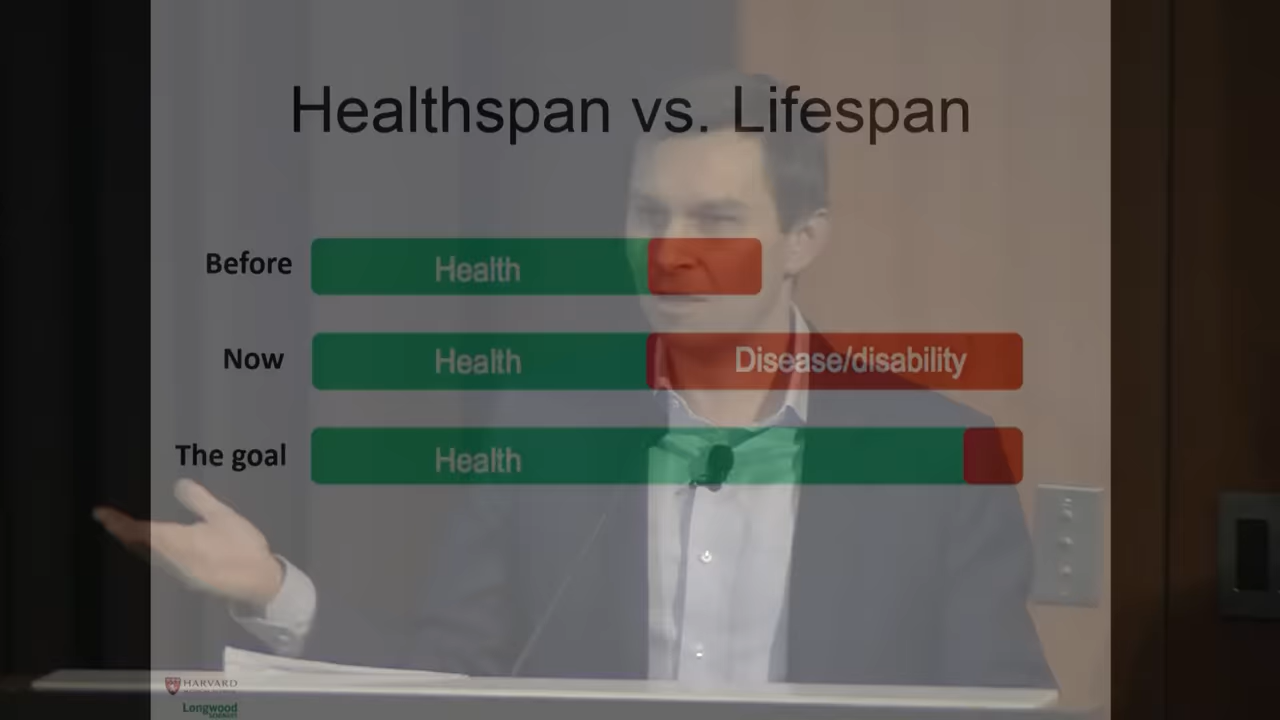 Healthspan vs. Lifespan
Before
Health
Now
Health
Disease/disability
The goal
Health
HARVARD
Longwood